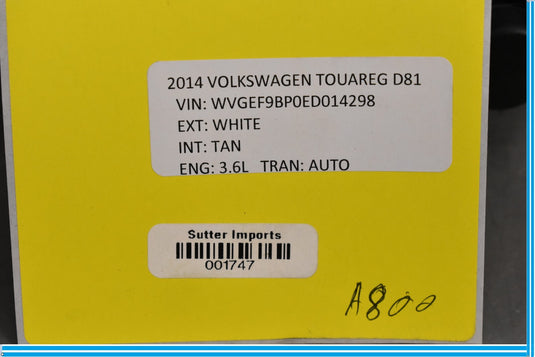 2014 VOLKSWAGEN TOUAREG D81
VIN: WVGEF9BP0ED014298
EXT: WHITE
INT: TAN
ENG: 3.6L TRAN: AUTO
Sutter Imports
001747
A800